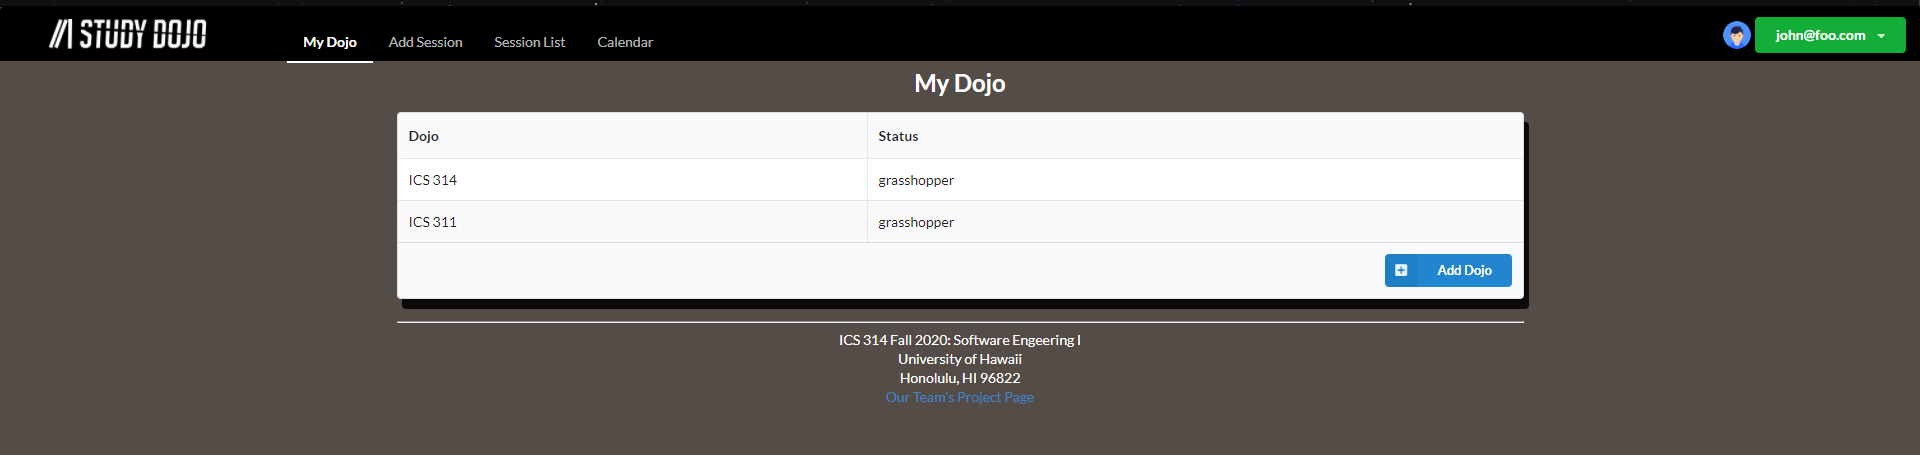 STUDY DOJO
My Dojo Add Session Session List Calendar john@foo.com
My Dojo
Dojo Status
ICS 314 grasshopper
ICS 311 grasshopper
Add Dojo
ICS 314 Fall 2020: Software Engeering I
University of Hawaii
Honolulu, HI 96822
Our Team's Project Page